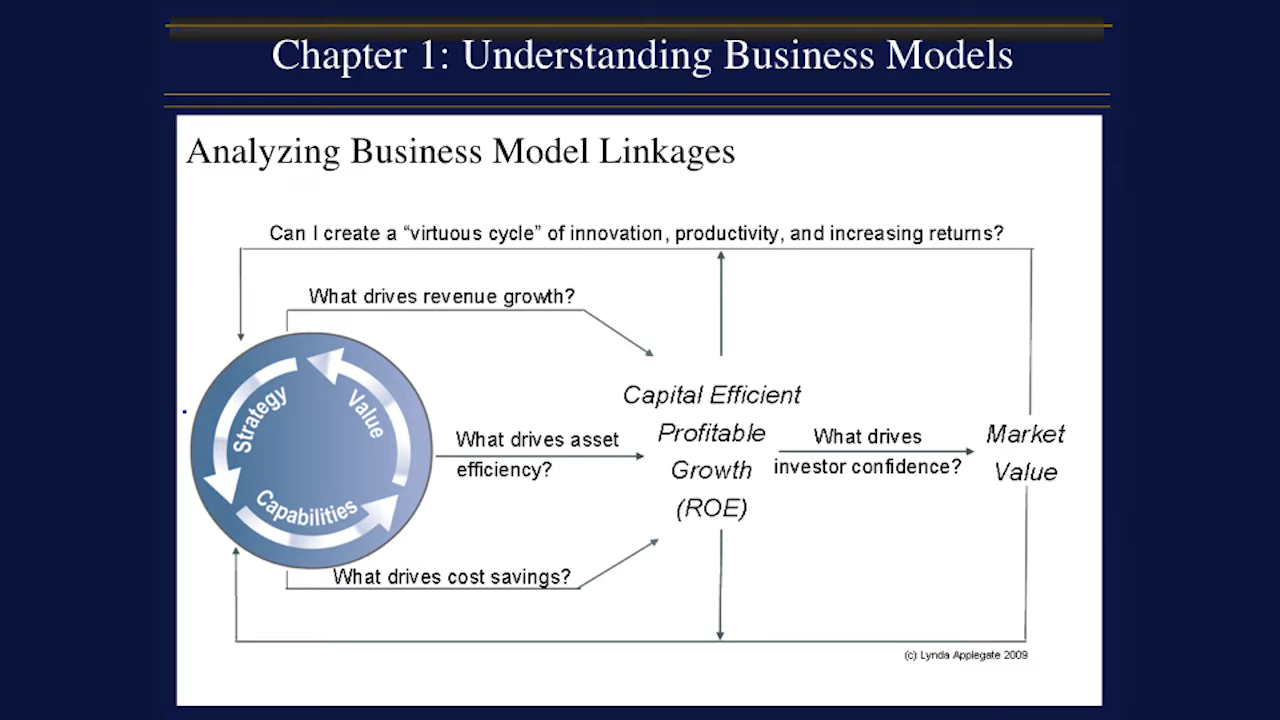 Chapter 1: Understanding Business Models
Analyzing Business Model Linkages
Can I create a “virtuous cycle” of innovation, productivity, and increasing returns?
What drives revenue growth?
Strategy
Value
Capabilities
What drives asset
efficiency?
What drives cost savings?
Capital Efficient
Profitable
Growth
(ROE)
What drives
investor confidence?
Market
Value
(c) Lynda Applegate 2009